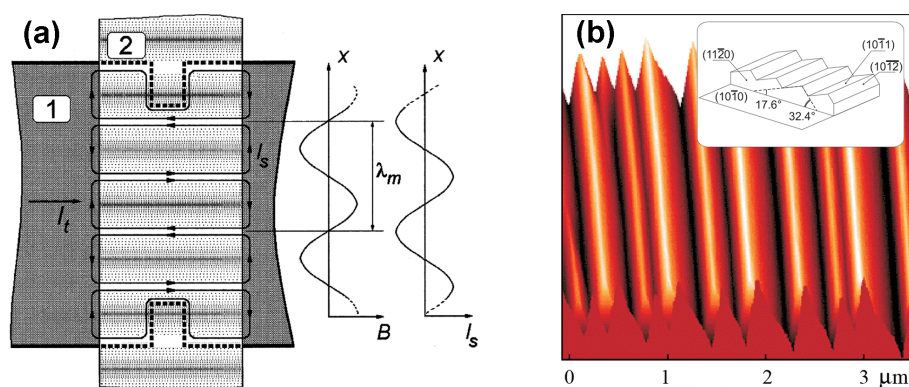 (a)
2
1
I_t
I_s
x
λ_m
B
x
I_s
(b)
(112̅0)
(101̅1)
(101̅2)
(101̅0)
17.6°
32.4°
0 1 2 3 μm